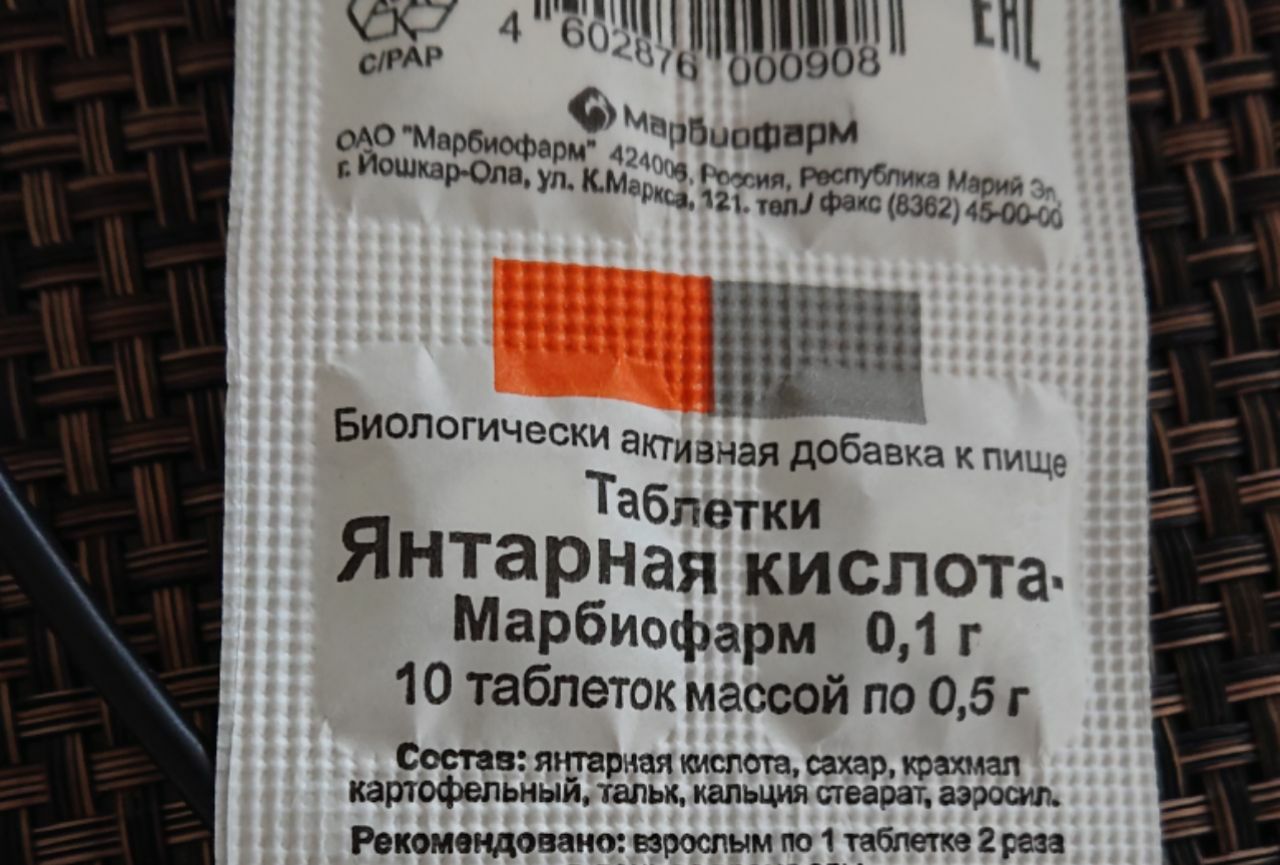 C/PAP
4 602876 000908
EAC
Марбиофарм
ОАО "Марбиофарм" 424006, Россия, Республика Марий Эл,
г. Йошкар-Ола, ул. К.Маркса, 121. тел./ факс (8362) 45-00-00
Биологически активная добавка к пище
Таблетки
Янтарная кислота-
Марбиофарм 0,1 г
10 таблеток массой по 0,5 г
Состав: янтарная кислота, сахар, крахмал
картофельный, тальк, кальция стеарат, аэросил.
Рекомендовано: взрослым по 1 таблетке 2 раза